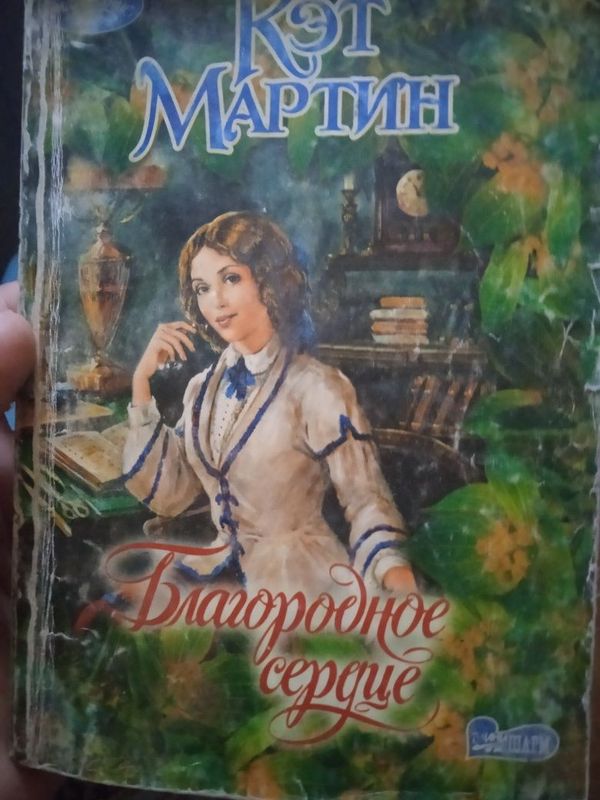 Кэт
Мартин
Благородное
сердце